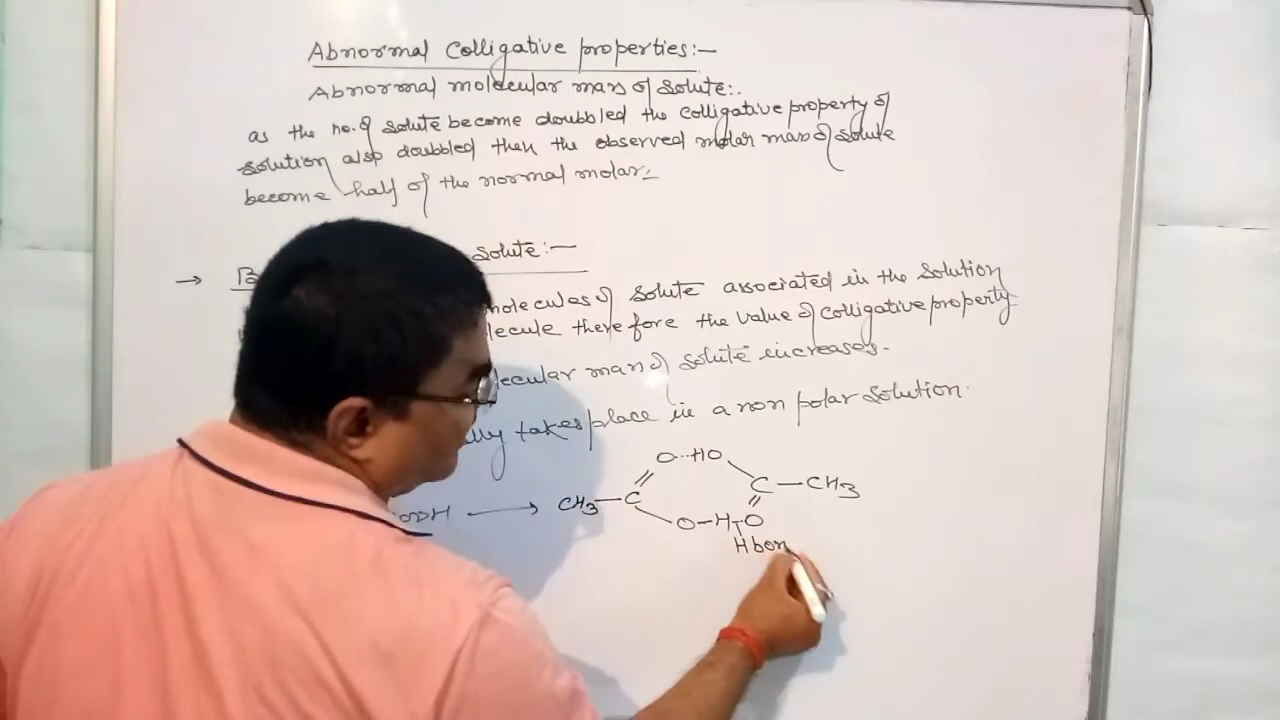 Abnormal Colligative properties:—
Abnormal molecular mass of solute:.
as the no. of solute become doubbled the colligative property of
solution also doubbled then the observed molar mass of solute
become half of the normal molar.
→ solute:—
molecules of solute associated in the solution
therefore the value of colligative property
mass of solute increases.
takes place in a non polar solution.
O...HO
CH3—C C—CH3
O—H O
H bon